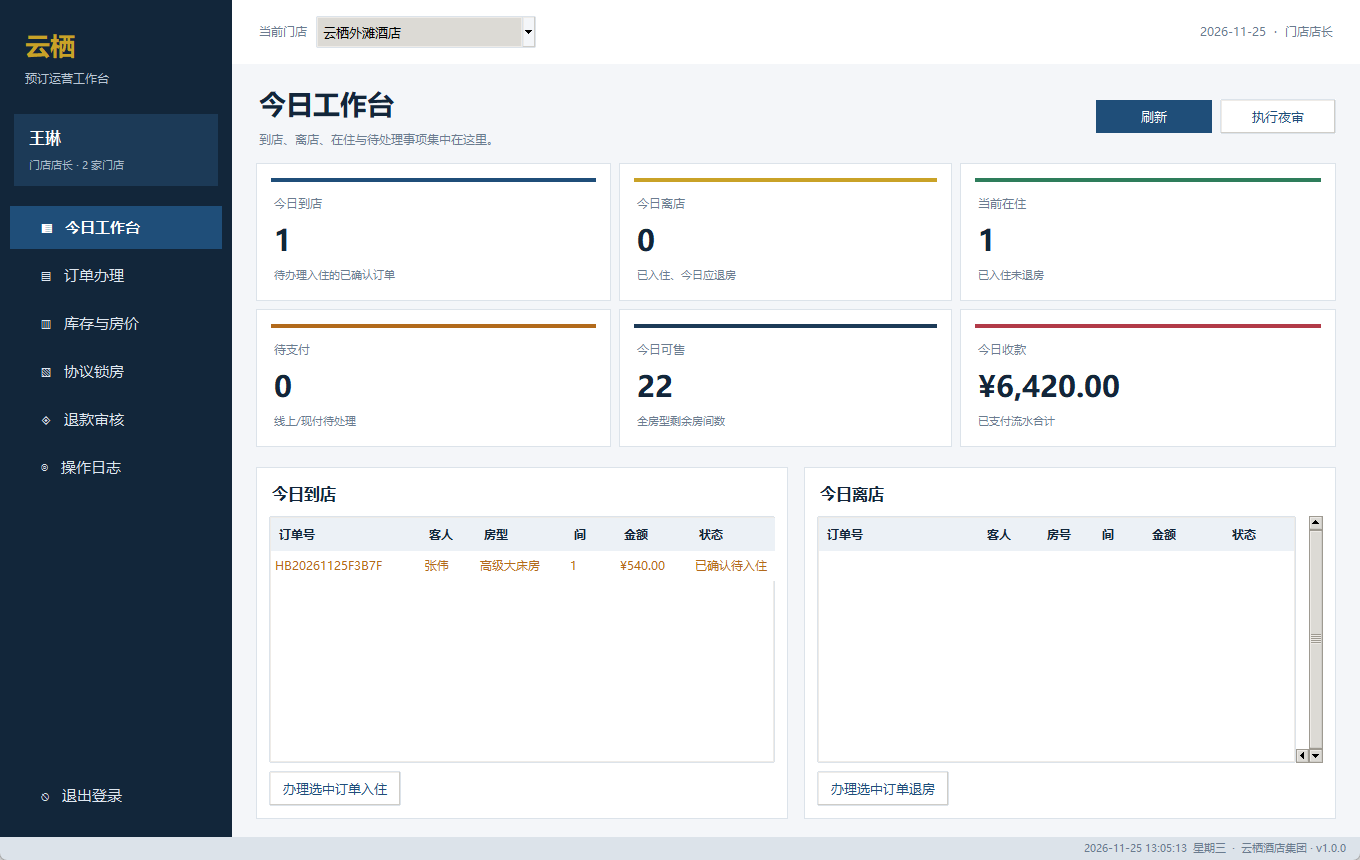 云栖
预订运营工作台
王琳
门店店长 · 2 家门店
今日工作台
订单办理
库存与房价
协议锁房
退款审核
操作日志
退出登录
当前门店
云栖外滩酒店
2026-11-25 · 门店店长
今日工作台
到店、离店、在住与待处理事项集中在这里。
刷新
执行夜审
今日到店
1
待办理入住的已确认订单
今日离店
0
已入住、今日应退房
当前在住
1
已入住未退房
待支付
0
线上/现付待处理
今日可售
22
全房型剩余房间数
今日收款
¥6,420.00
已支付流水合计
今日到店
订单号 客人 房型 间 金额 状态
HB20261125F3B7F 张伟 高级大床房 1 ¥540.00 已确认待入住
办理选中订单入住
今日离店
订单号 客人 房号 间 金额 状态
办理选中订单退房
2026-11-25 13:05:13 星期三 · 云栖酒店集团 · v1.0.0